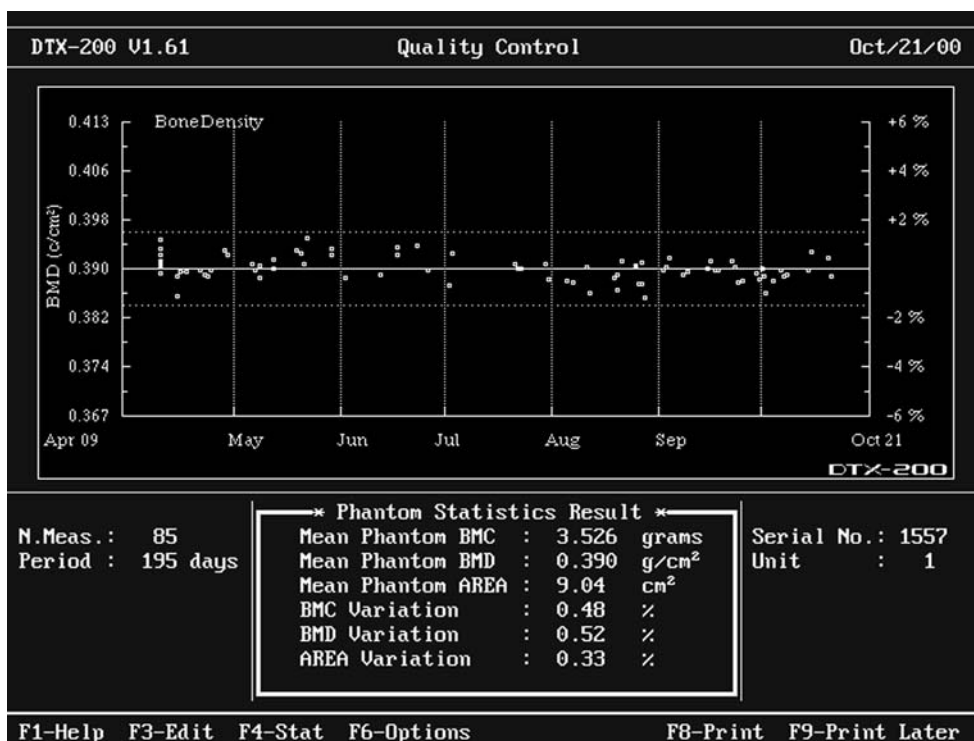 DTX-200 V1.61 Quality Control Oct/21/00
BoneDensity
0.413
0.406
0.398
0.390
0.382
0.374
0.367
BMD (c/cm²)
+6 %
+4 %
+2 %
-2 %
-4 %
-6 %
Apr 09 May Jun Jul Aug Sep Oct 21
DTX-200
N.Meas.: 85
Period : 195 days
* Phantom Statistics Result *
Mean Phantom BMC : 3.526 grams
Mean Phantom BMD : 0.390 g/cm²
Mean Phantom AREA : 9.04 cm²
BMC Variation : 0.48 %
BMD Variation : 0.52 %
AREA Variation : 0.33 %
Serial No.: 1557
Unit : 1
F1-Help F3-Edit F4-Stat F6-Options F8-Print F9-Print Later